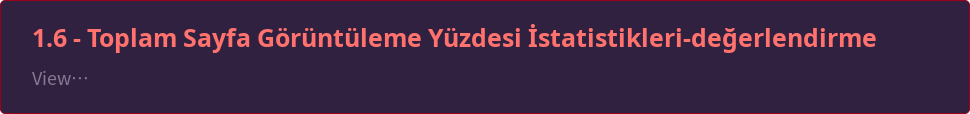 1.6 - Toplam Sayfa Görüntüleme Yüzdesi İstatistikleri-değerlendirme
View⋯